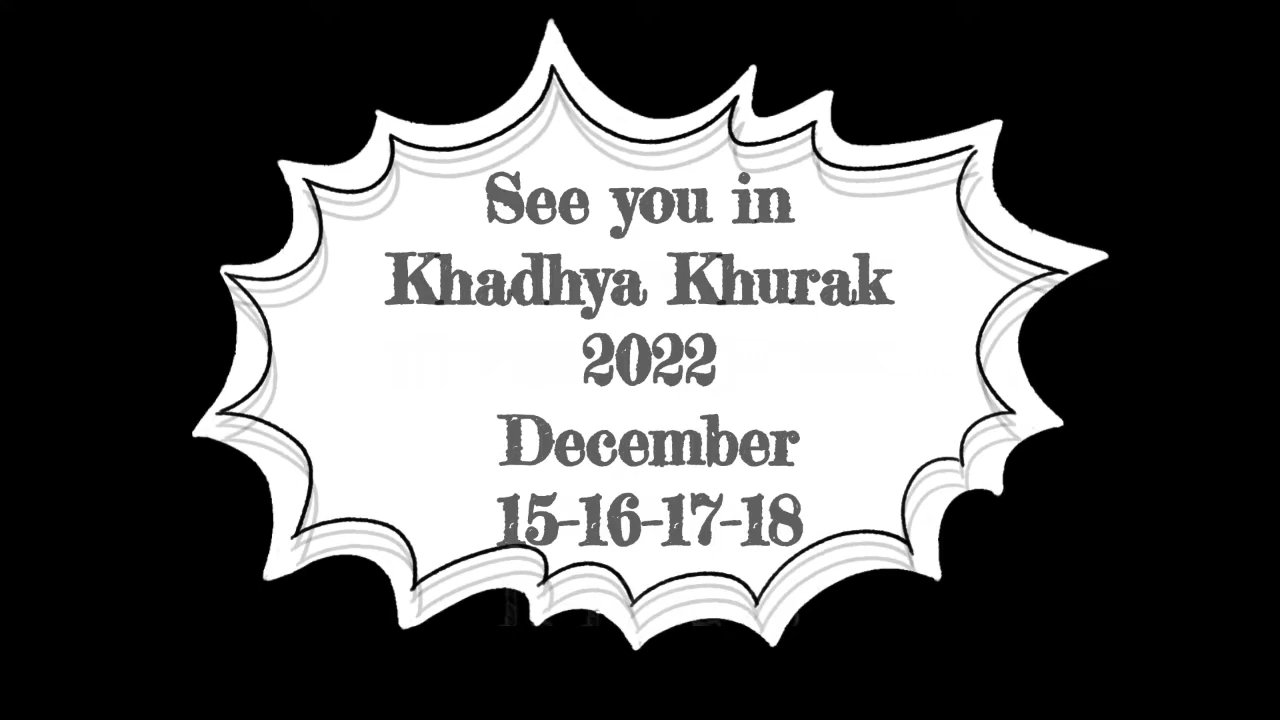 See you in
Khadhya Khurak
2022
December
15-16-17-18